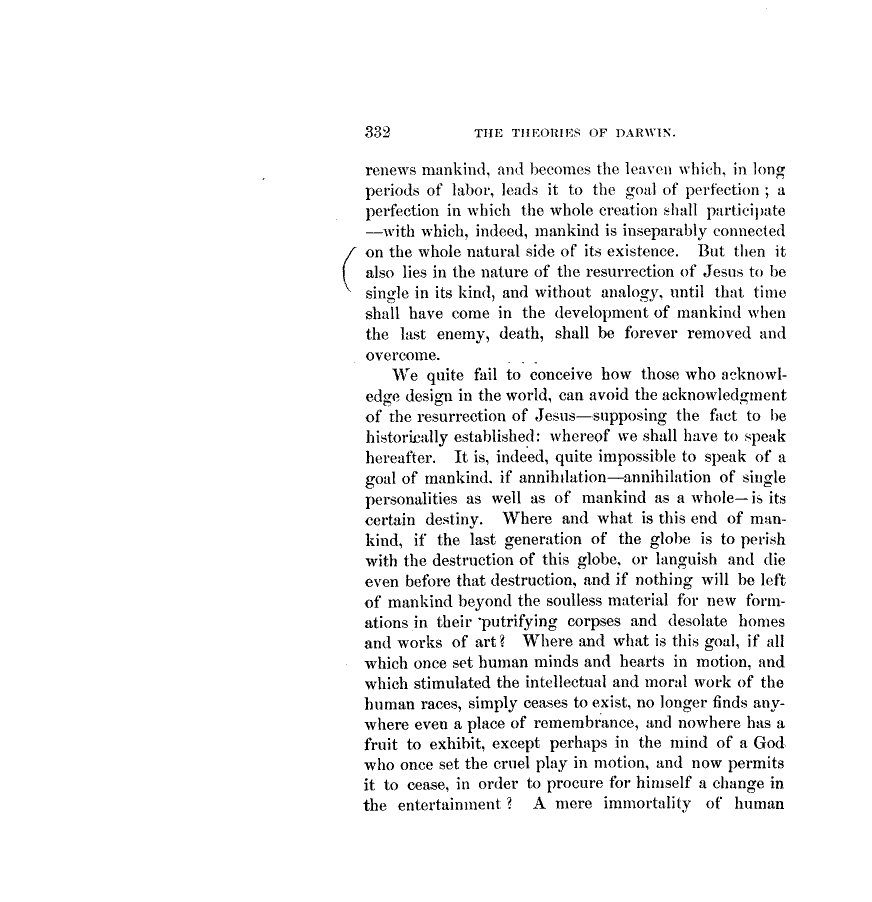 332 THE THEORIES OF DARWIN.
renews mankind, and becomes the leaven which, in long
periods of labor, leads it to the goal of perfection ; a
perfection in which the whole creation shall participate
—with which, indeed, mankind is inseparably connected
on the whole natural side of its existence. But then it
also lies in the nature of the resurrection of Jesus to be
single in its kind, and without analogy, until that time
shall have come in the development of mankind when
the last enemy, death, shall be forever removed and
overcome.
We quite fail to conceive how those who acknowl-
edge design in the world, can avoid the acknowledgment
of the resurrection of Jesus—supposing the fact to be
historically established: whereof we shall have to speak
hereafter. It is, indeed, quite impossible to speak of a
goal of mankind, if annihilation—annihilation of single
personalities as well as of mankind as a whole—is its
certain destiny. Where and what is this end of man-
kind, if the last generation of the globe is to perish
with the destruction of this globe, or languish and die
even before that destruction, and if nothing will be left
of mankind beyond the soulless material for new form-
ations in their putrifying corpses and desolate homes
and works of art? Where and what is this goal, if all
which once set human minds and hearts in motion, and
which stimulated the intellectual and moral work of the
human races, simply ceases to exist, no longer finds any-
where even a place of remembrance, and nowhere has a
fruit to exhibit, except perhaps in the mind of a God
who once set the cruel play in motion, and now permits
it to cease, in order to procure for himself a change in
the entertainment ? A mere immortality of human